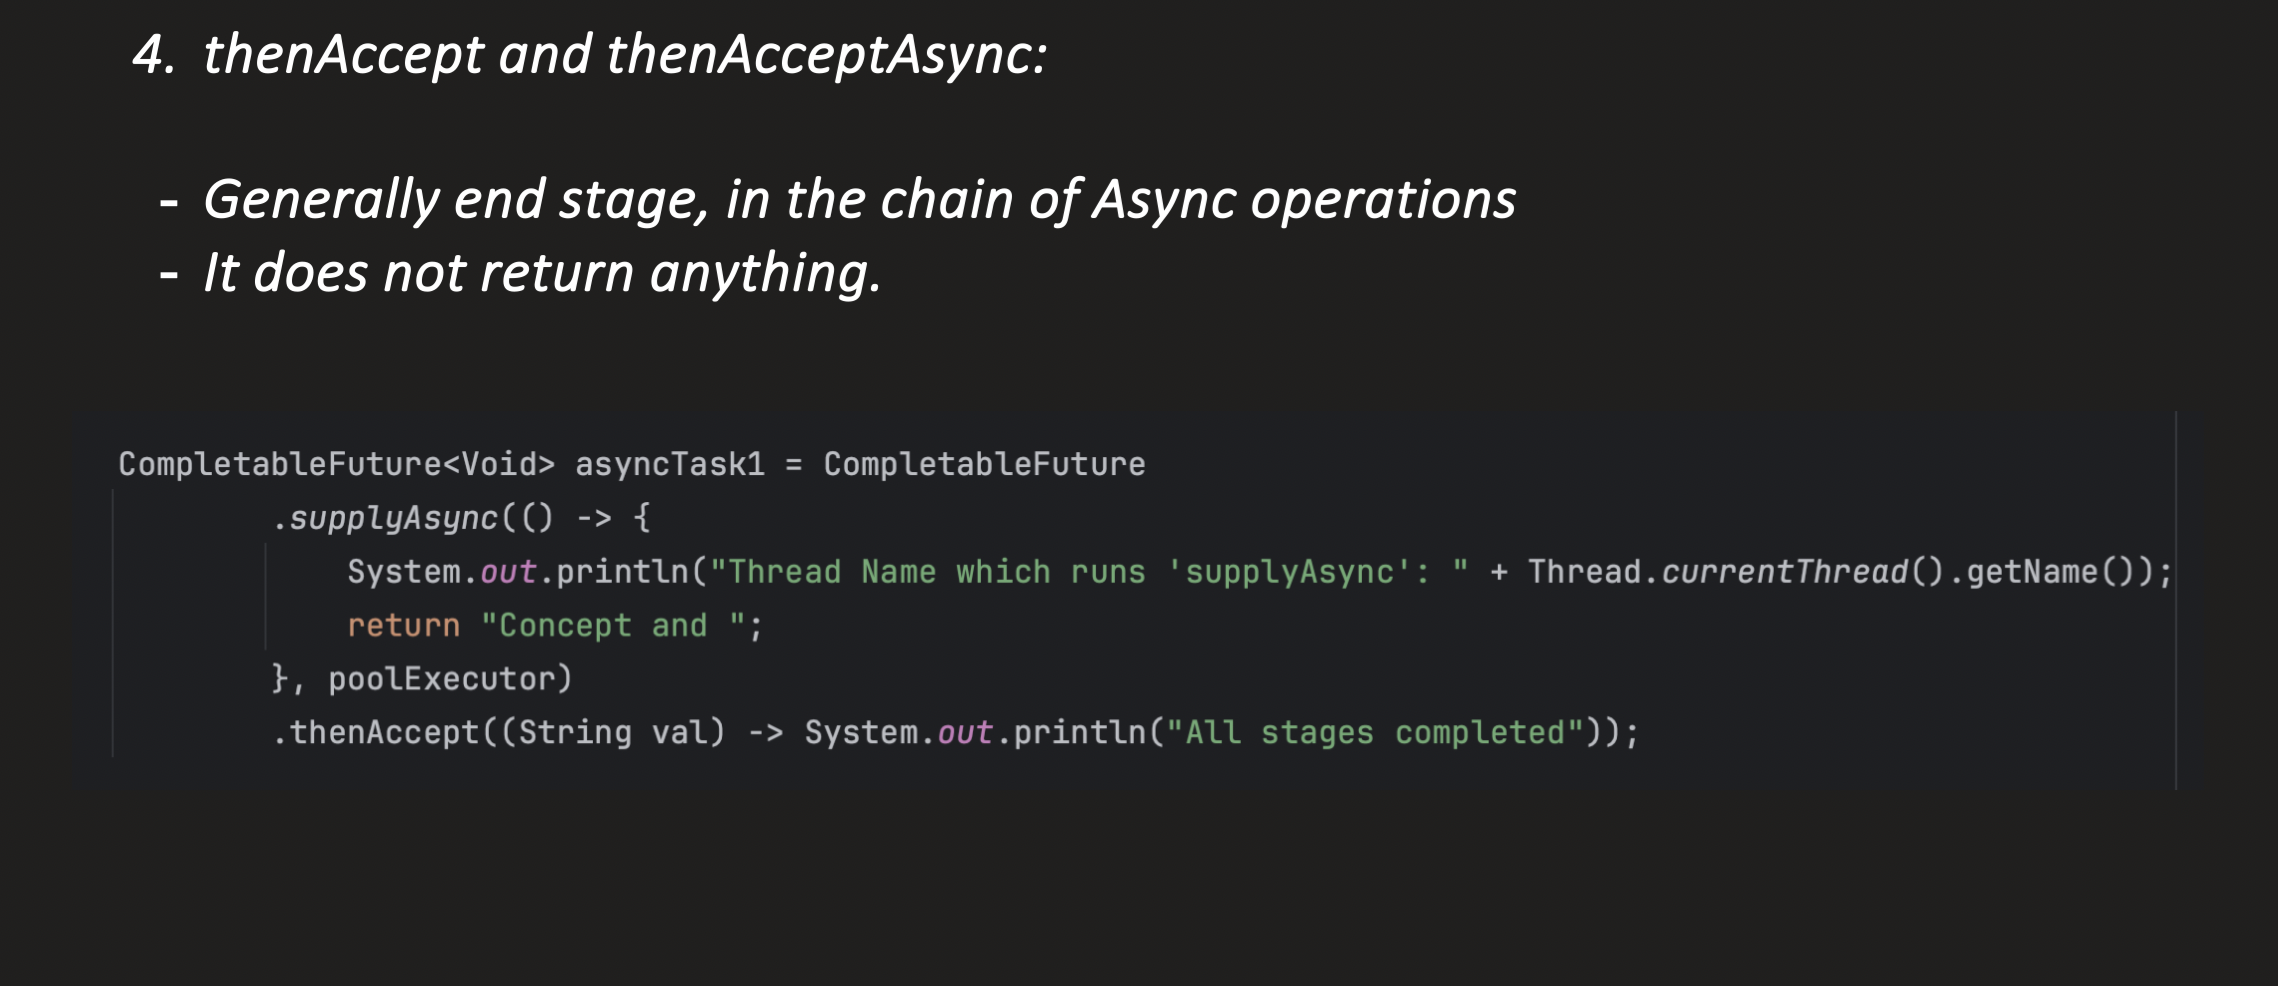 4. thenAccept and thenAcceptAsync:
- Generally end stage, in the chain of Async operations
- It does not return anything.
CompletableFuture<Void> asyncTask1 = CompletableFuture
.supplyAsync(() -> {
System.out.println("Thread Name which runs 'supplyAsync': " + Thread.currentThread().getName());
return "Concept and ";
}, poolExecutor)
.thenAccept((String val) -> System.out.println("All stages completed"));